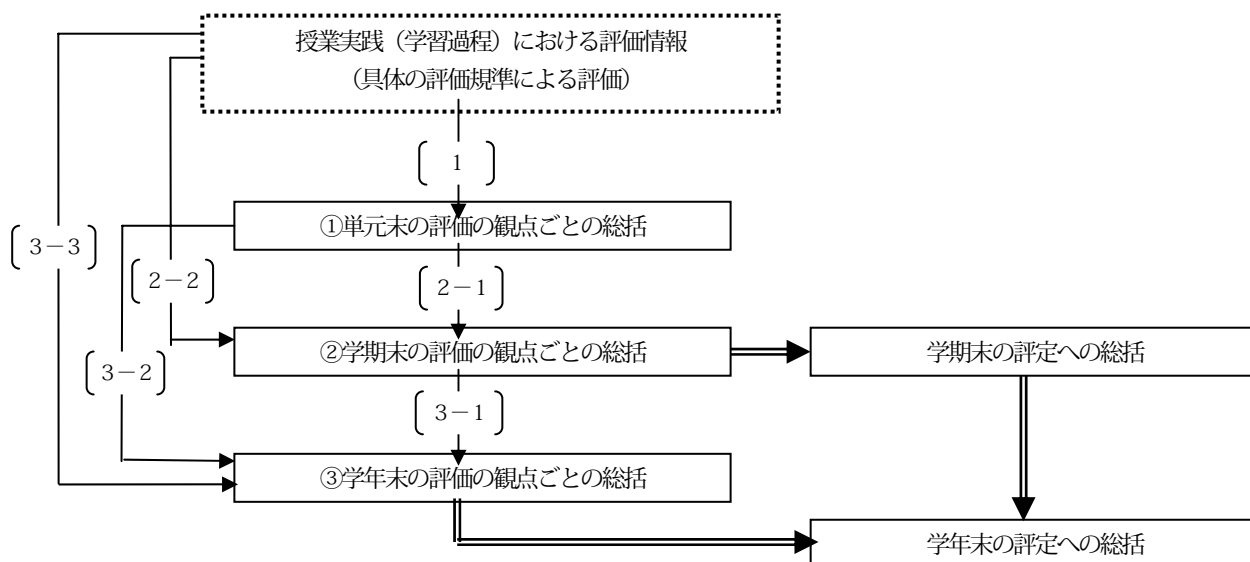 授業実践（学習過程）における評価情報
（具体の評価規準による評価）
1
①単元末の評価の観点ごとの総括
3－3
2－2
2－1
②学期末の評価の観点ごとの総括
学期末の評定への総括
3－2
3－1
③学年末の評価の観点ごとの総括
学年末の評定への総括